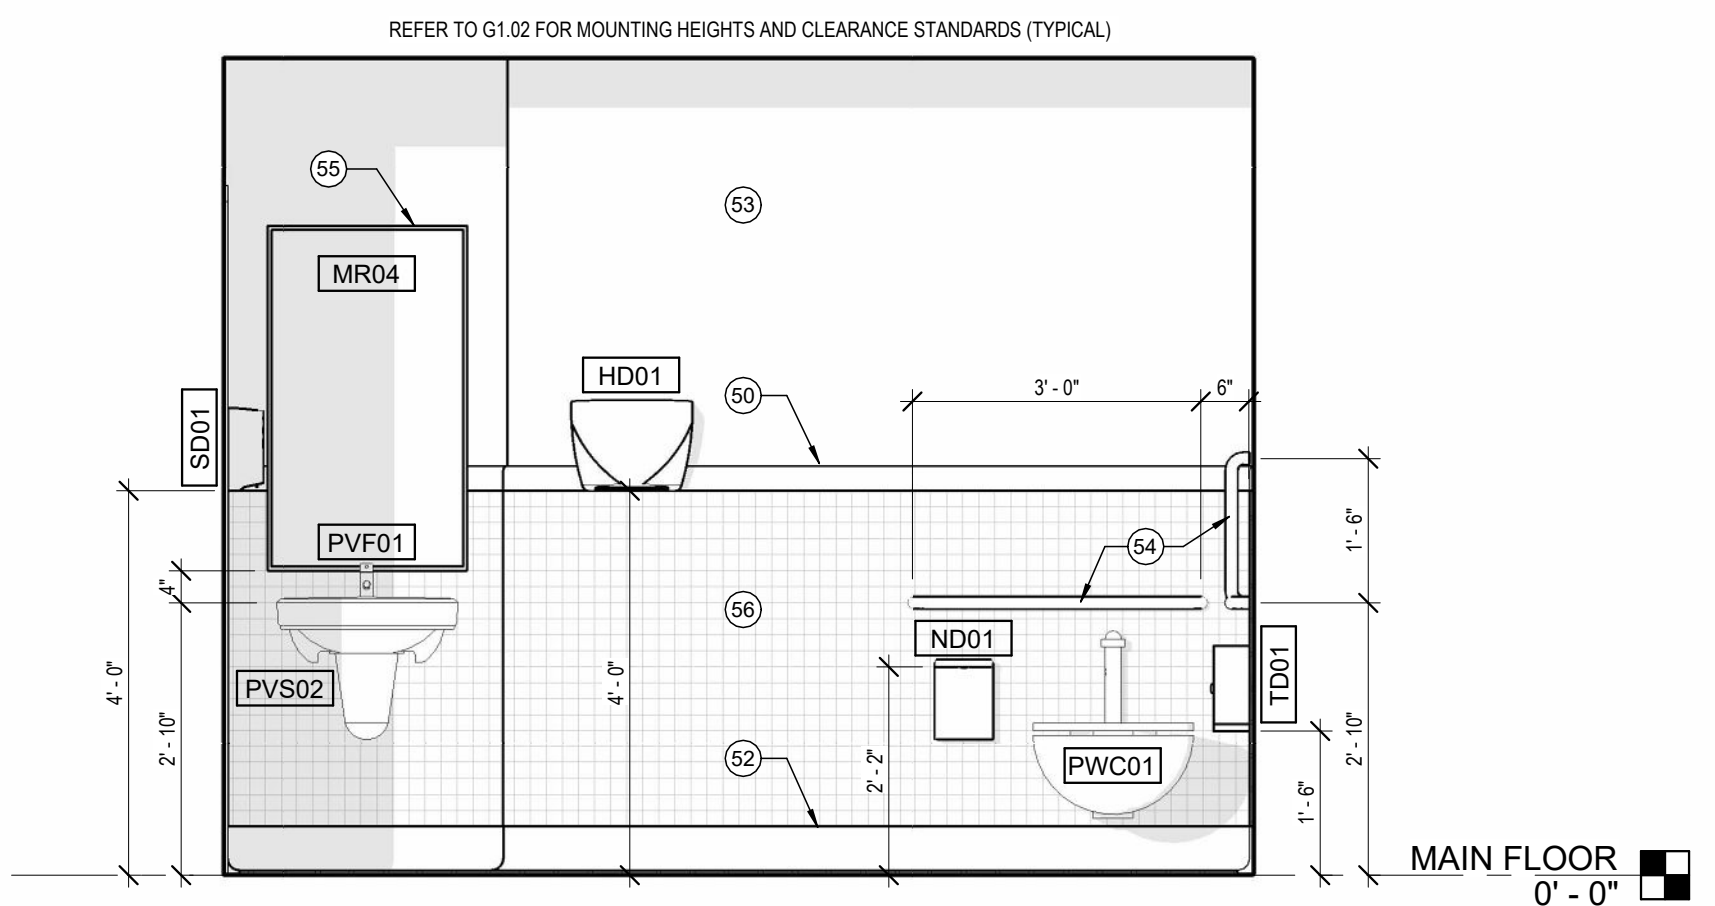 REFER TO G1.02 FOR MOUNTING HEIGHTS AND CLEARANCE STANDARDS (TYPICAL)
55
53
MR04
HD01
50
3' - 0"
6"
SD01
PVF01
54
1' - 6"
4"
56
ND01
TD01
PVS02
4' - 0"
4' - 0"
2' - 10"
2' - 10"
52
2' - 2"
PWC01
1' - 6"
MAIN FLOOR
0' - 0"